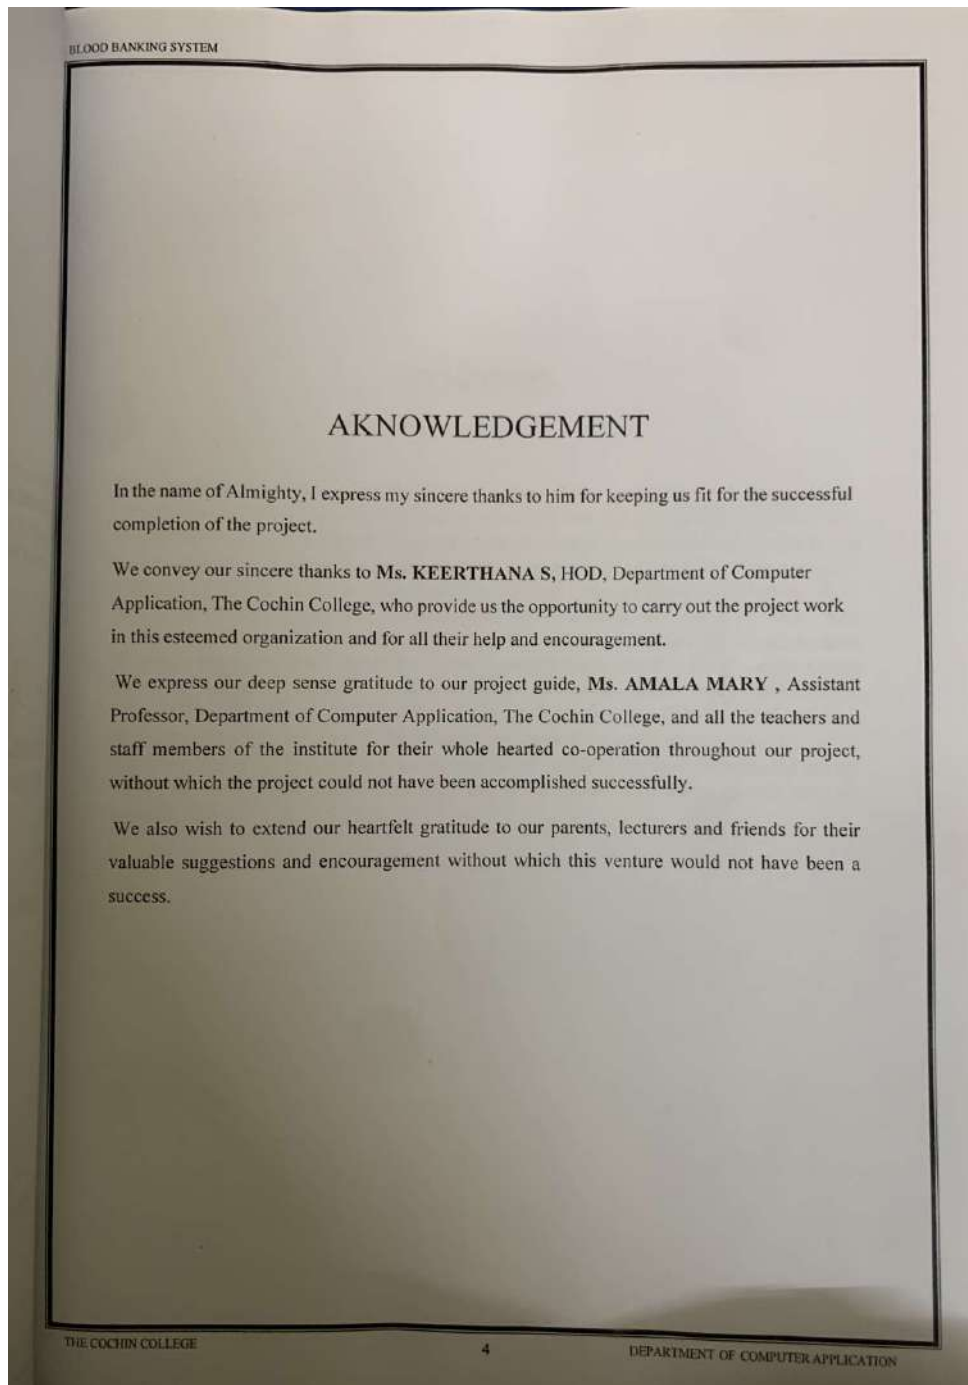 BLOOD BANKING SYSTEM
AKNOWLEDGEMENT
In the name of Almighty, I express my sincere thanks to him for keeping us fit for the successful
completion of the project.
We convey our sincere thanks to Ms. KEERTHANA S, HOD, Department of Computer
Application, The Cochin College, who provide us the opportunity to carry out the project work
in this esteemed organization and for all their help and encouragement.
We express our deep sense gratitude to our project guide, Ms. AMALA MARY , Assistant
Professor, Department of Computer Application, The Cochin College, and all the teachers and
staff members of the institute for their whole hearted co-operation throughout our project,
without which the project could not have been accomplished successfully.
We also wish to extend our heartfelt gratitude to our parents, lecturers and friends for their
valuable suggestions and encouragement without which this venture would not have been a
success.
THE COCHIN COLLEGE
4
DEPARTMENT OF COMPUTER APPLICATION